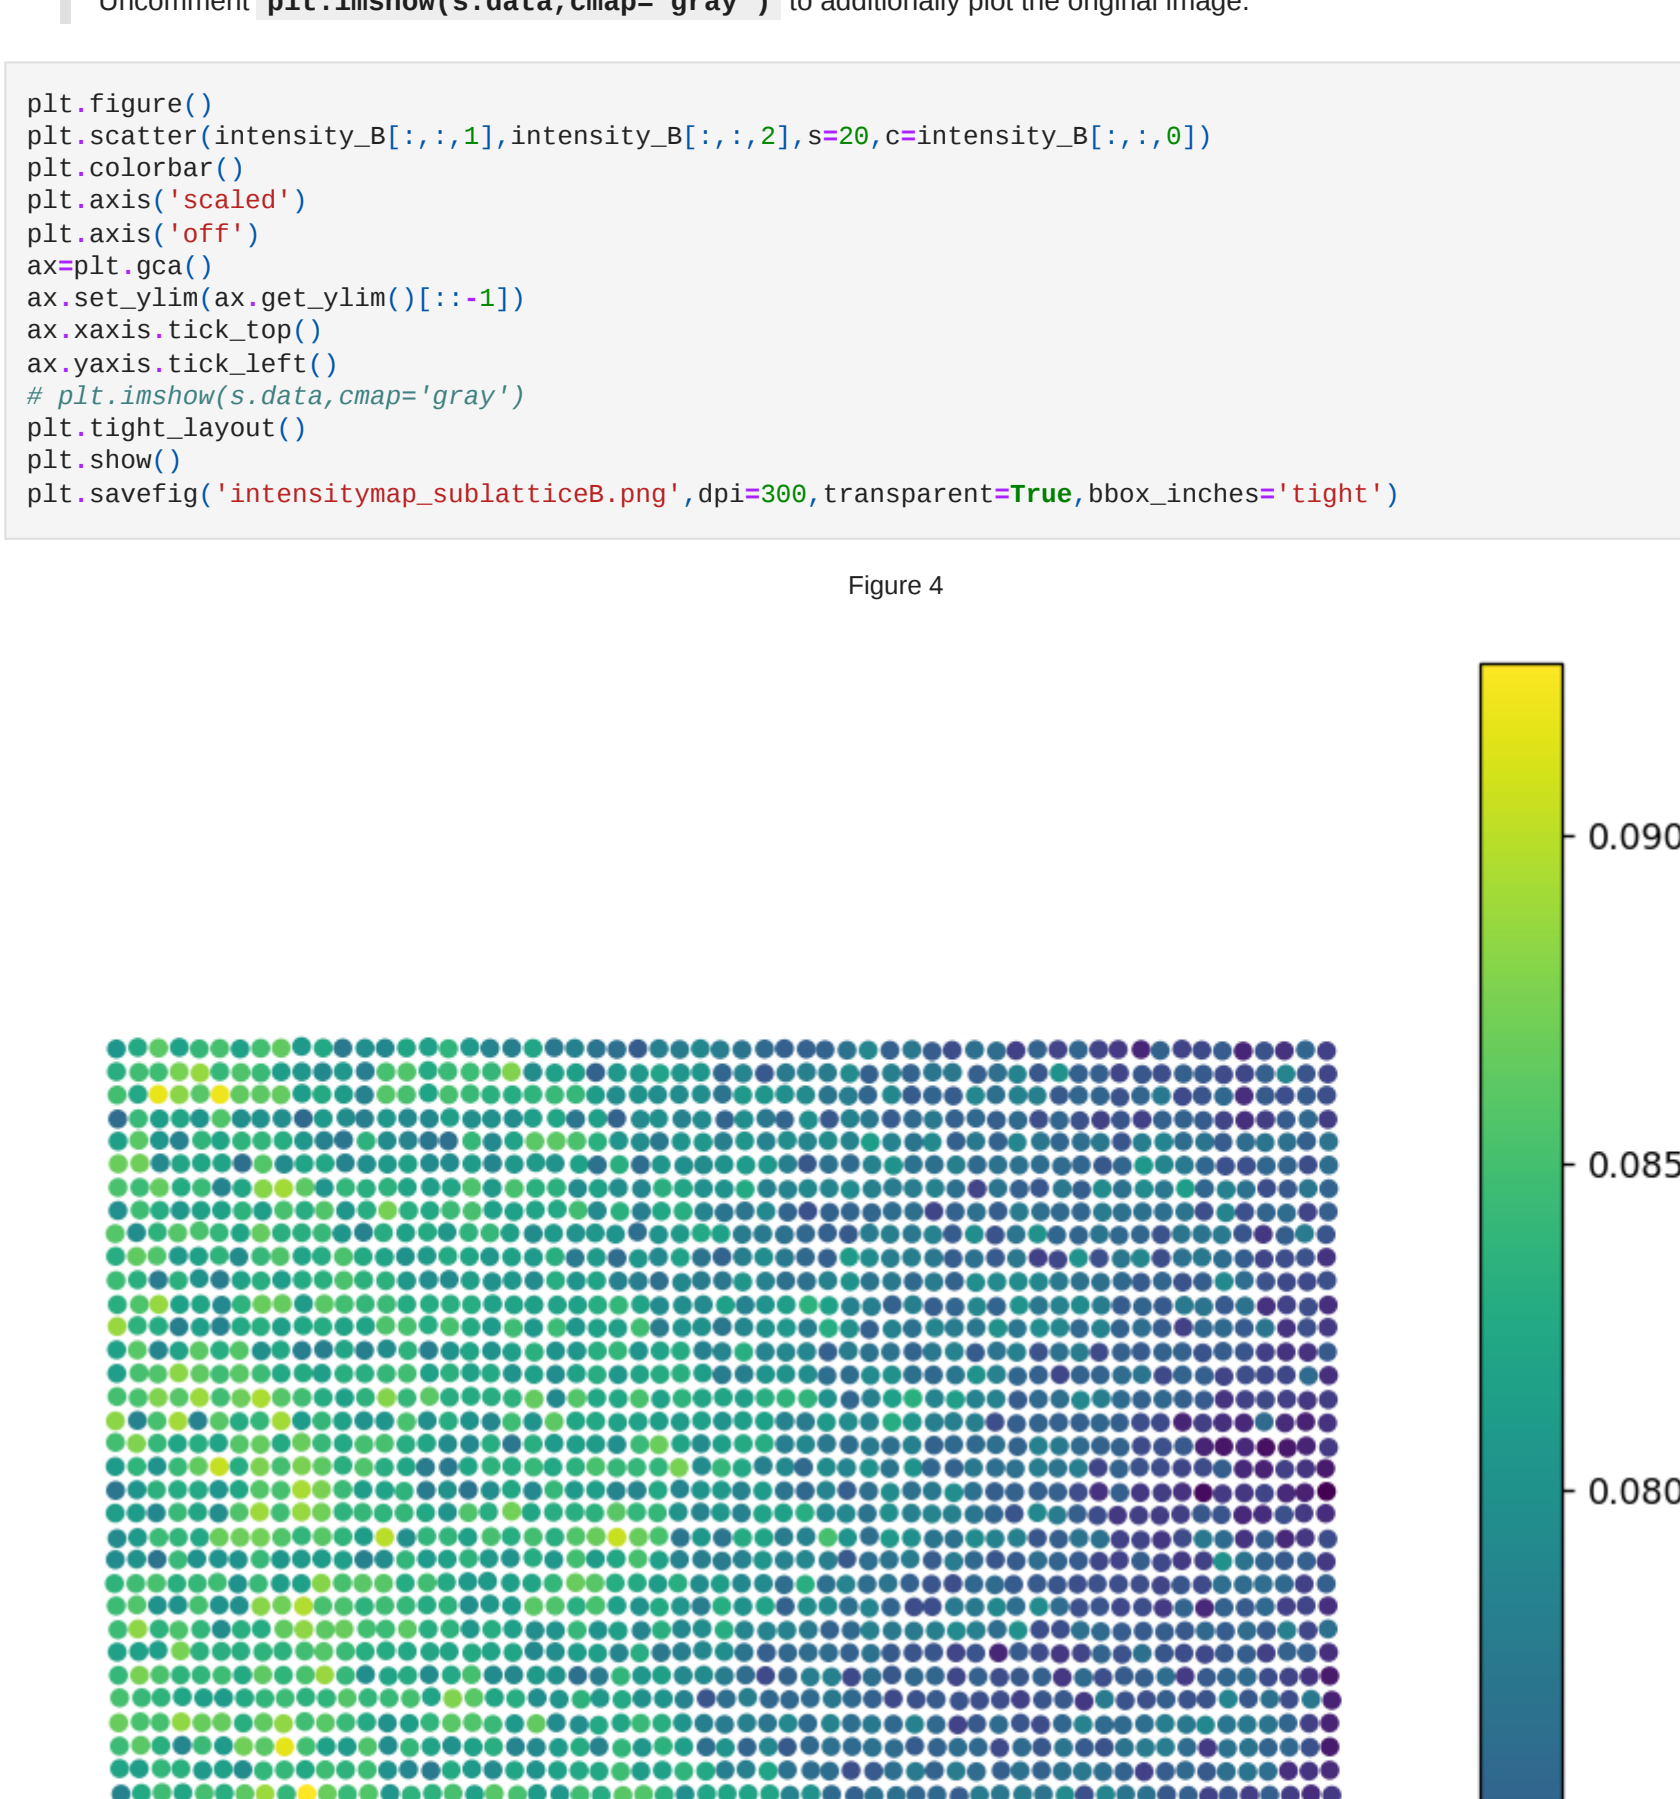 Uncomment plt.imshow(s.data,cmap='gray') to additionally plot the original image.
plt.figure()
plt.scatter(intensity_B[:,:,1],intensity_B[:,:,2],s=20,c=intensity_B[:,:,0])
plt.colorbar()
plt.axis('scaled')
plt.axis('off')
ax=plt.gca()
ax.set_ylim(ax.get_ylim()[::-1])
ax.xaxis.tick_top()
ax.yaxis.tick_left()
# plt.imshow(s.data,cmap='gray')
plt.tight_layout()
plt.show()
plt.savefig('intensitymap_sublatticeB.png',dpi=300,transparent=True,bbox_inches='tight')
Figure 4
0.090
0.085
0.080